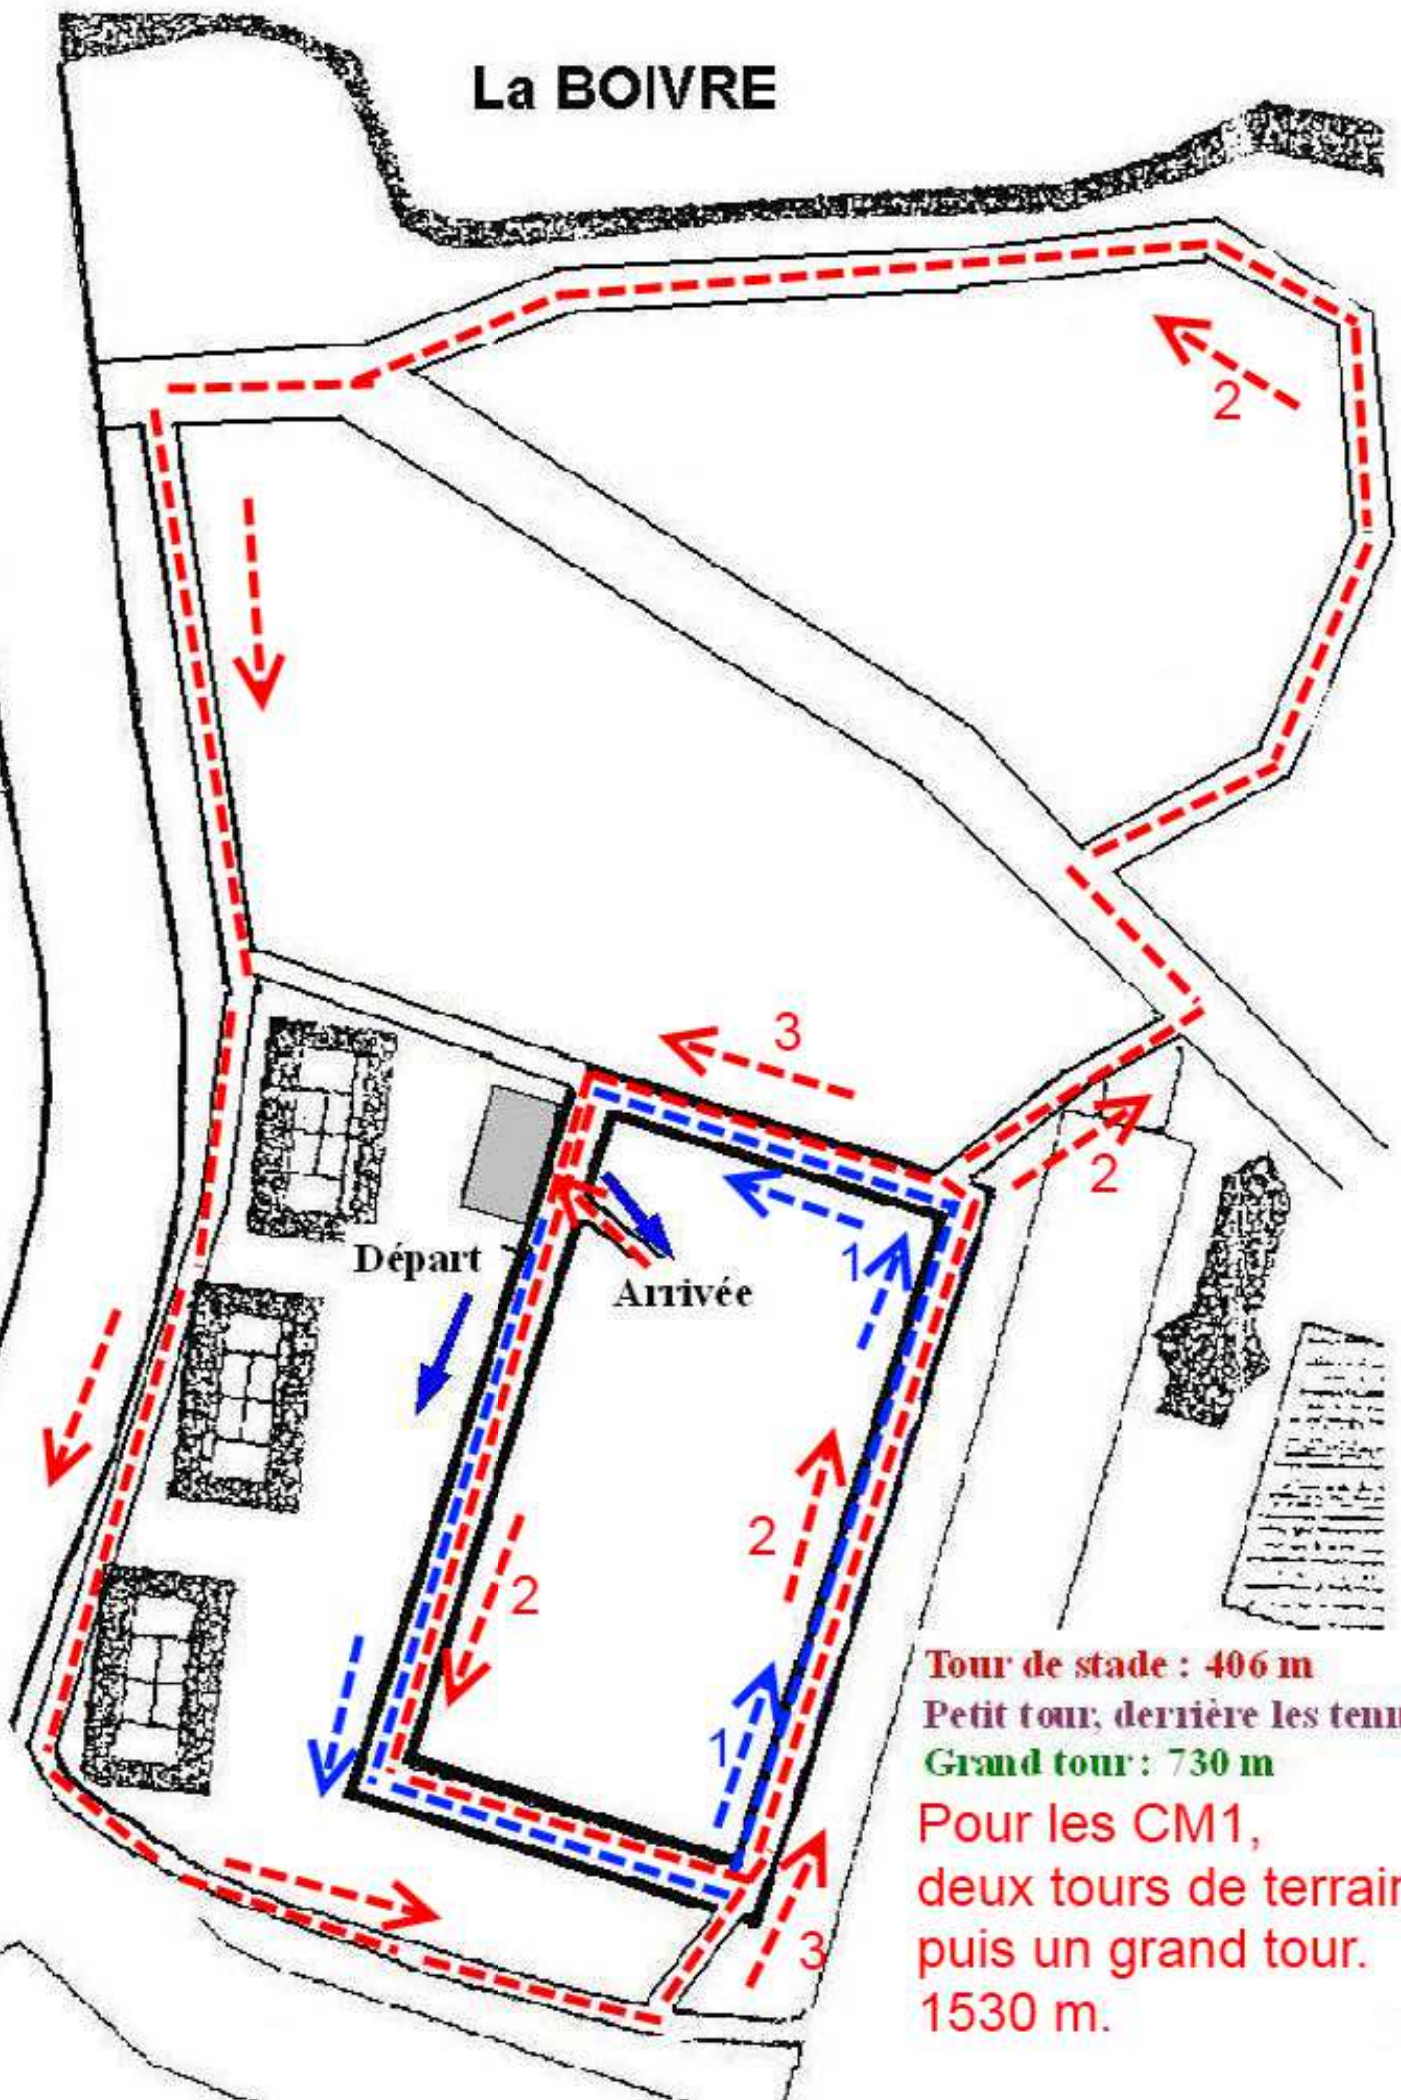 La BOIVRE
2
3
2
Départ
1
Arrivée
2
2
1
3
Tour de stade : 406 m
Petit tour, derrière les
Grand tour : 730 m
Pour les CM1,
deux tours de terrain
puis un grand tour.
1530 m.